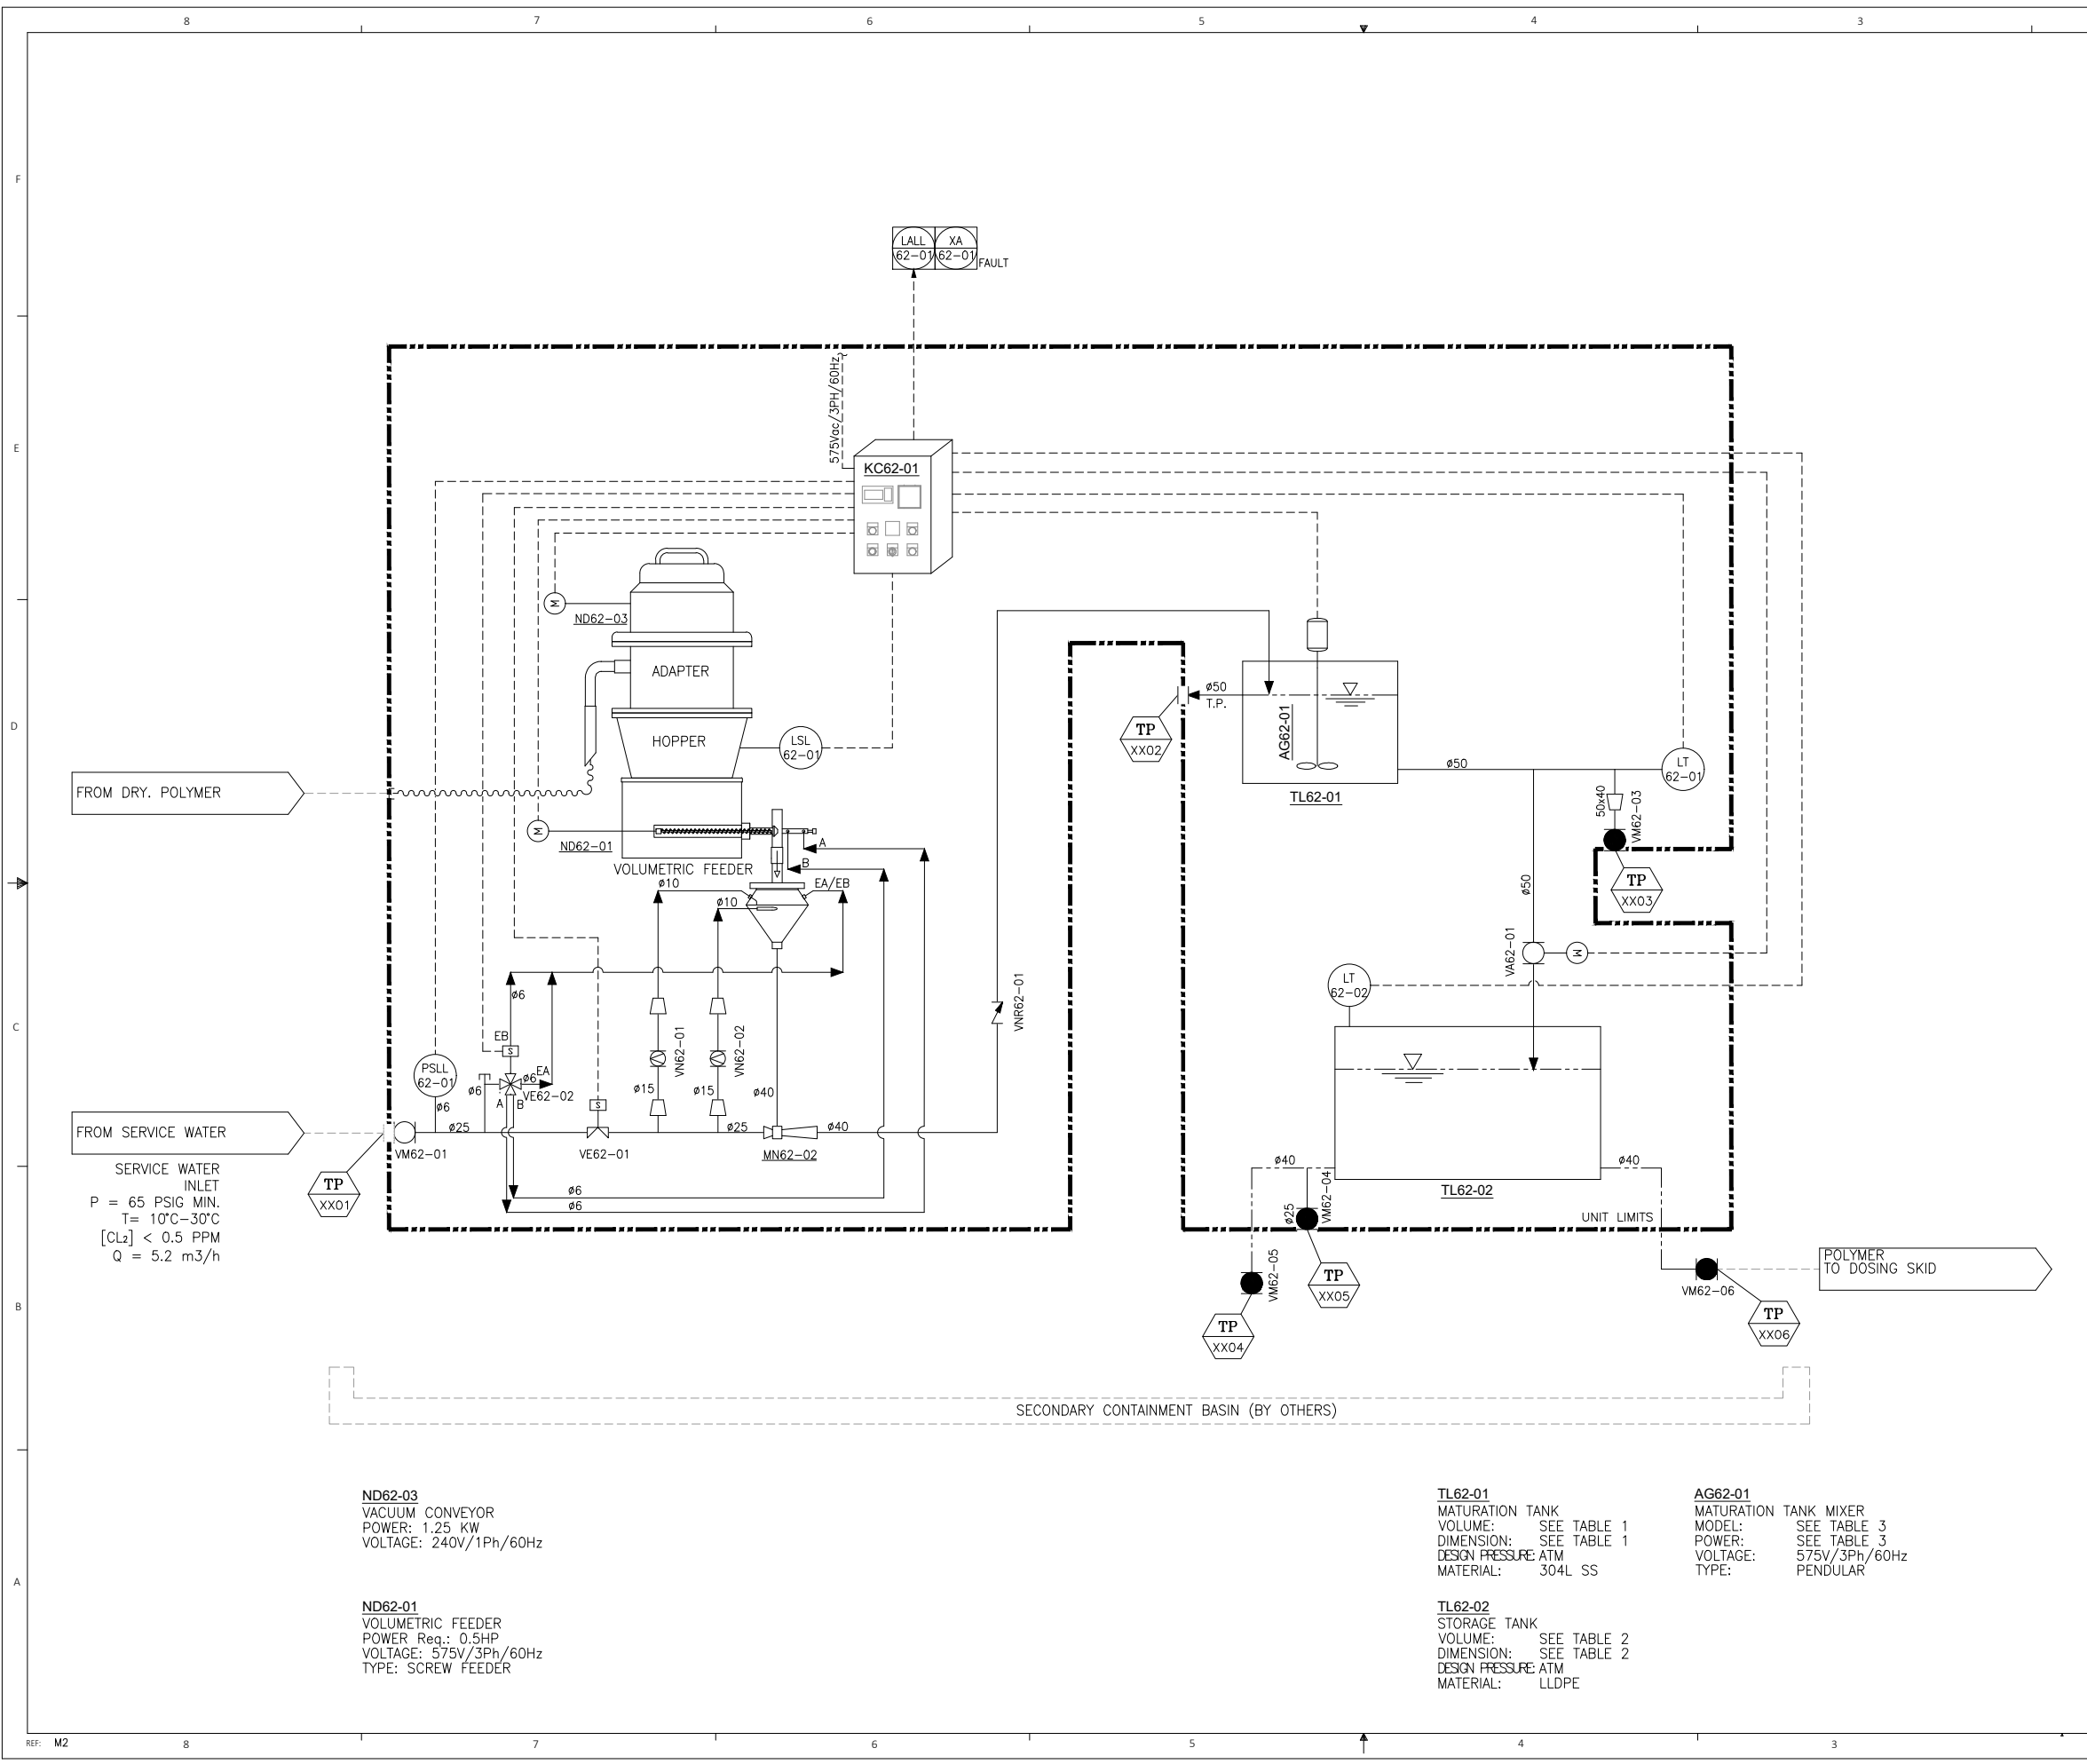 8 7 6 5 4 3
F
LALL
62-01
XA
62-01
FAULT
575Vac/3PH/60Hz
E
KC62-01
M
ND62-03
ADAPTER
HOPPER
LSL
62-01
D
ø50
T.P.
TP
XX02
AG62-01
TL62-01
ø50
LT
62-01
50x40
VM62-03
TP
XX03
FROM DRY. POLYMER
M
ND62-01
A
B
VOLUMETRIC FEEDER
ø10
EA/EB
ø10
ø50
VA62-01
M
LT
62-02
C
ø6
EB
S
VN62-01
VN62-02
VNR62-01
PSLL
62-01
ø6
ø6
EA
VE62-02
A
B
ø6
S
ø15
ø15
ø40
FROM SERVICE WATER
ø25
ø25
ø40
VM62-01
VE62-01
MN62-02
SERVICE WATER
INLET
P = 65 PSIG MIN.
T= 10°C-30°C
[CL₂] < 0.5 PPM
Q = 5.2 m3/h
TP
XX01
ø6
ø6
ø40
VM62-04
ø25
ø40
TL62-02
UNIT LIMITS
VM62-05
TP
XX05
TP
XX04
VM62-06
POLYMER
TO DOSING SKID
TP
XX06
B
SECONDARY CONTAINMENT BASIN (BY OTHERS)
A
ND62-03
VACUUM CONVEYOR
POWER: 1.25 KW
VOLTAGE: 240V/1Ph/60Hz
ND62-01
VOLUMETRIC FEEDER
POWER Req.: 0.5HP
VOLTAGE: 575V/3Ph/60Hz
TYPE: SCREW FEEDER
TL62-01
MATURATION TANK
VOLUME: SEE TABLE 1
DIMENSION: SEE TABLE 1
DESIGN PRESSURE: ATM
MATERIAL: 304L SS
AG62-01
MATURATION TANK MIXER
MODEL: SEE TABLE 3
POWER: SEE TABLE 3
VOLTAGE: 575V/3Ph/60Hz
TYPE: PENDULAR
TL62-02
STORAGE TANK
VOLUME: SEE TABLE 2
DIMENSION: SEE TABLE 2
DESIGN PRESSURE: ATM
MATERIAL: LLDPE
REF: M2
8 7 6 5 4 3